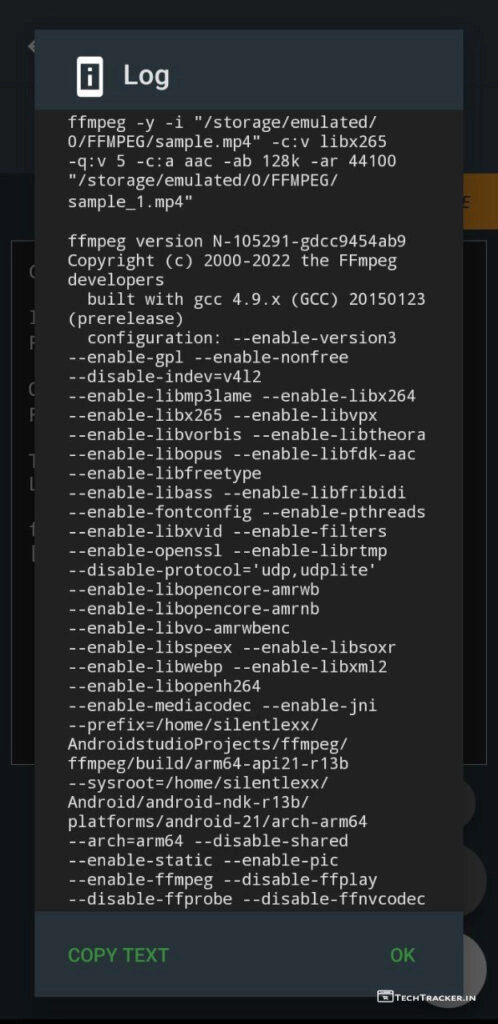 Log
ffmpeg -y -i "/storage/emulated/
0/FFMPEG/sample.mp4" -c:v libx265
-q:v 5 -c:a aac -ab 128k -ar 44100
"/storage/emulated/0/FFMPEG/
sample_1.mp4"
ffmpeg version N-105291-gdcc9454ab9
Copyright (c) 2000-2022 the FFmpeg
developers
built with gcc 4.9.x (GCC) 20150123
(prerelease)
configuration: --enable-version3
--enable-gpl --enable-nonfree
--disable-indev=v4l2
--enable-libmp3lame --enable-libx264
--enable-libx265 --enable-libvpx
--enable-libvorbis --enable-libtheora
--enable-libopus --enable-libfdk-aac
--enable-libfreetype
--enable-libass --enable-libfribidi
--enable-fontconfig --enable-pthreads
--enable-libxvid --enable-filters
--enable-openssl --enable-librtmp
--disable-protocol='udp,udplite'
--enable-libopencore-amrwb
--enable-libopencore-amrnb
--enable-libvo-amrwbenc
--enable-libspeex --enable-libsoxr
--enable-libwebp --enable-libxml2
--enable-libopenh264
--enable-mediacodec --enable-jni
--prefix=/home/silentlexx/
AndroidstudioProjects/ffmpeg/
ffmpeg/build/arm64-api21-r13b
--sysroot=/home/silentlexx/
Android/android-ndk-r13b/
platforms/android-21/arch-arm64
--arch=arm64 --disable-shared
--enable-static --enable-pic
--enable-ffmpeg --disable-ffplay
--disable-ffprobe --disable-ffnvcodec
COPY TEXT OK
TECHTRACKER.IN